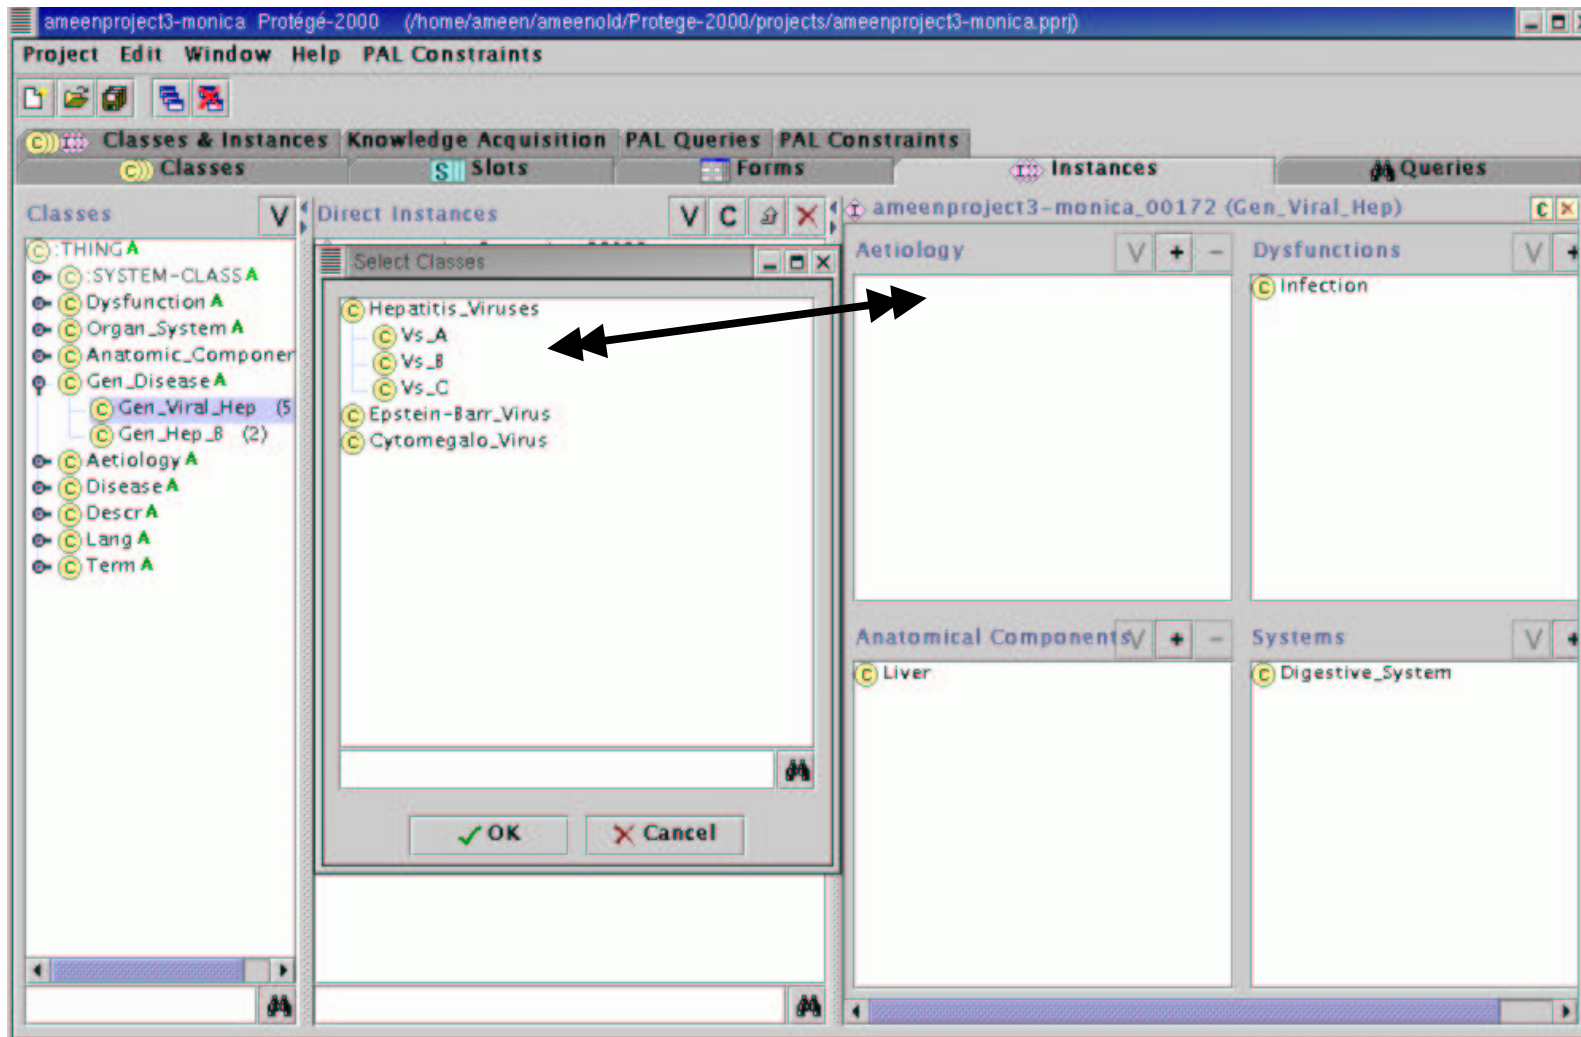 ameenproject3-monica Protégé-2000 (/home/ameen/ameenold/Protege-2000/projects/ameenproject3-monica.pprj)
Project Edit Window Help PAL Constraints
Classes & Instances Knowledge Acquisition PAL Queries PAL Constraints
Classes Slots Forms Instances Queries
Classes V
:THING A
:SYSTEM-CLASS A
Dysfunction A
Organ_System A
Anatomic_Componer
Gen_Disease A
Gen_Viral_Hep (5
Gen_Hep_B (2)
Aetiology A
Disease A
Descr A
Lang A
Term A
Direct Instances V C
Select Classes
Hepatitis_Viruses
Vs_A
Vs_B
Vs_C
Epstein-Barr_Virus
Cytomegalo_Virus
OK Cancel
ameenproject3-monica_00172 (Gen_Viral_Hep) C
Aetiology V + -
Dysfunctions V +
Infection
Anatomical Components V + -
Liver
Systems V +
Digestive_System